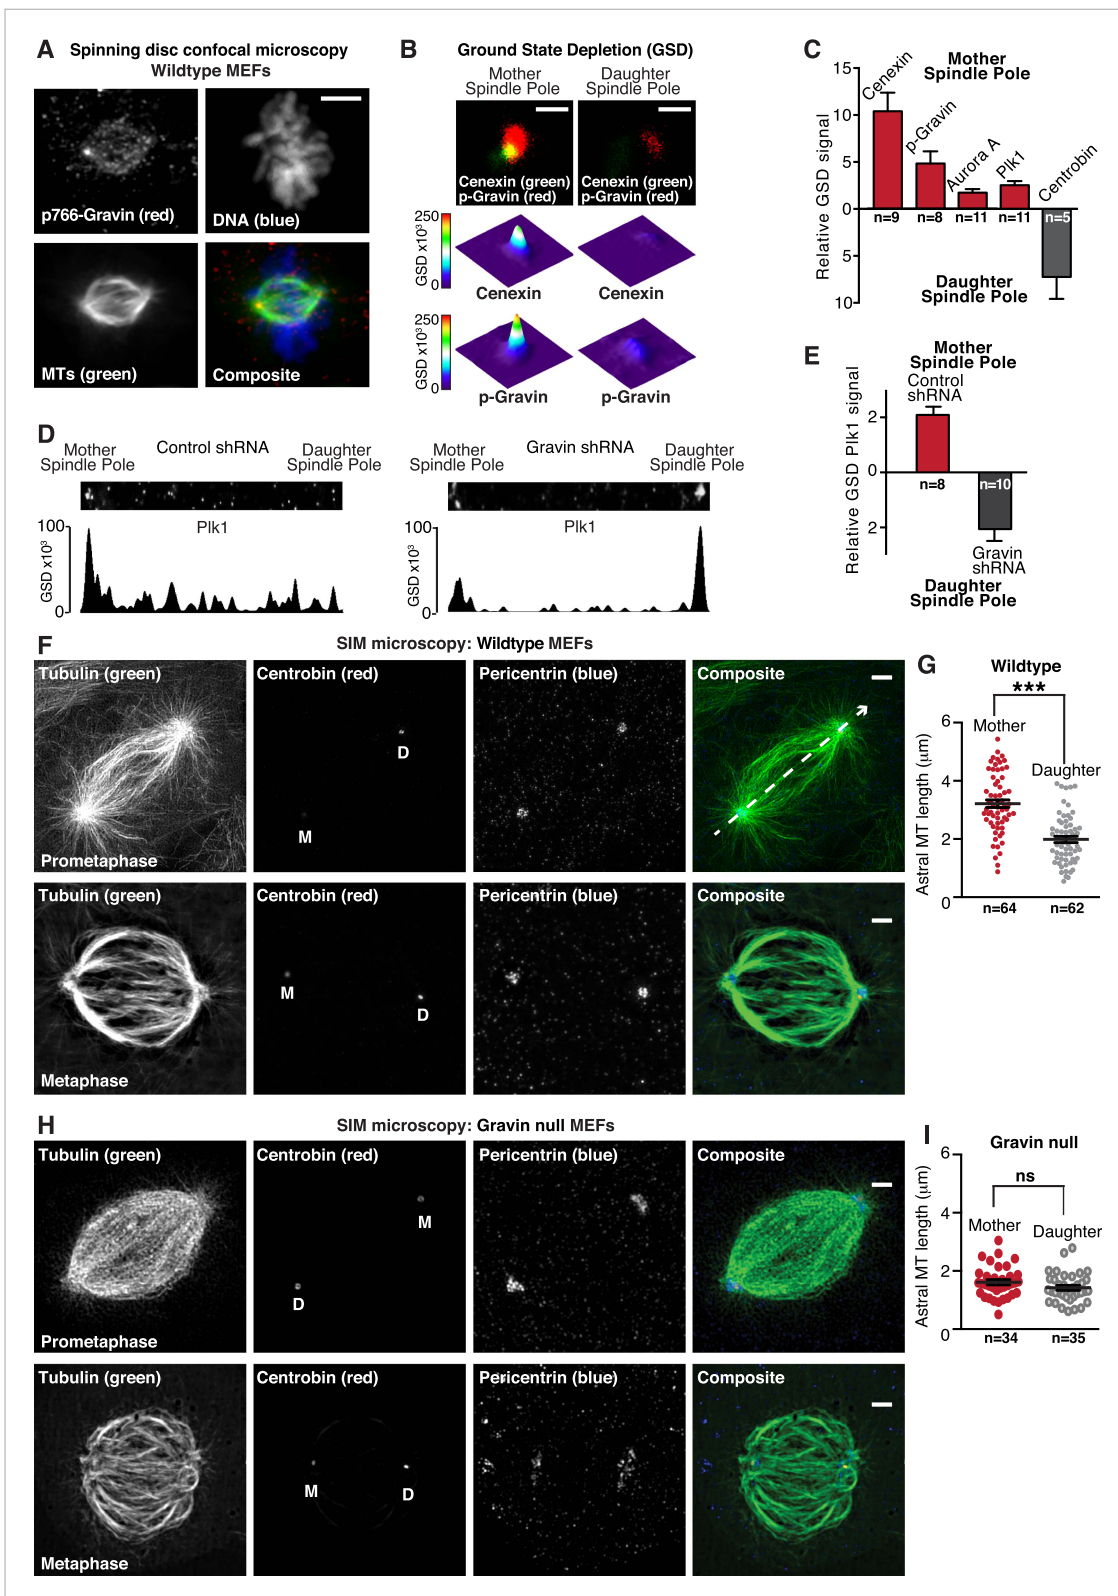 A
Spinning disc confocal microscopy
Wildtype MEFs
p766-Gravin (red)
DNA (blue)
MTs (green)
Composite
B
Ground State Depletion (GSD)
Mother
Spindle Pole
Daughter
Spindle Pole
Cenexin (green)
p-Gravin (red)
Cenexin (green)
p-Gravin (red)
250
GSD x10³
0
Cenexin
Cenexin
250
GSD x10³
0
p-Gravin
p-Gravin
C
Mother
Spindle Pole
Relative GSD signal
15
10
5
0
5
10
Cenexin
p-Gravin
Aurora A
Plk1
Centrobin
n=9
n=8
n=11
n=11
n=5
Daughter
Spindle Pole
D
Mother
Spindle Pole
Control shRNA
Daughter
Spindle Pole
Plk1
100
GSD x10³
0
Mother
Spindle Pole
Gravin shRNA
Daughter
Spindle Pole
Plk1
100
GSD x10³
0
E
Mother
Spindle Pole
Relative GSD Plk1 signal
Control
shRNA
2
0
2
n=8
n=10
Gravin
shRNA
Daughter
Spindle Pole
F
SIM microscopy: Wildtype MEFs
Tubulin (green)
Centrobin (red)
Pericentrin (blue)
Composite
D
M
Prometaphase
Tubulin (green)
Centrobin (red)
Pericentrin (blue)
Composite
M
D
Metaphase
G
Wildtype
***
Astral MT length (μm)
6
4
2
0
Mother
Daughter
n=64
n=62
H
SIM microscopy: Gravin null MEFs
Tubulin (green)
Centrobin (red)
Pericentrin (blue)
Composite
M
D
Prometaphase
Tubulin (green)
Centrobin (red)
Pericentrin (blue)
Composite
M
D
Metaphase
I
Gravin null
ns
Astral MT length (μm)
6
4
2
0
Mother
Daughter
n=34
n=35